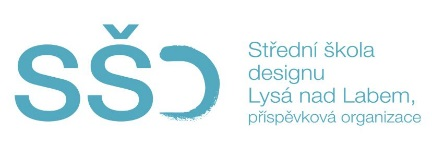 SŠD
Střední škola
designu
Lysá nad Labem,
příspěvková organizace